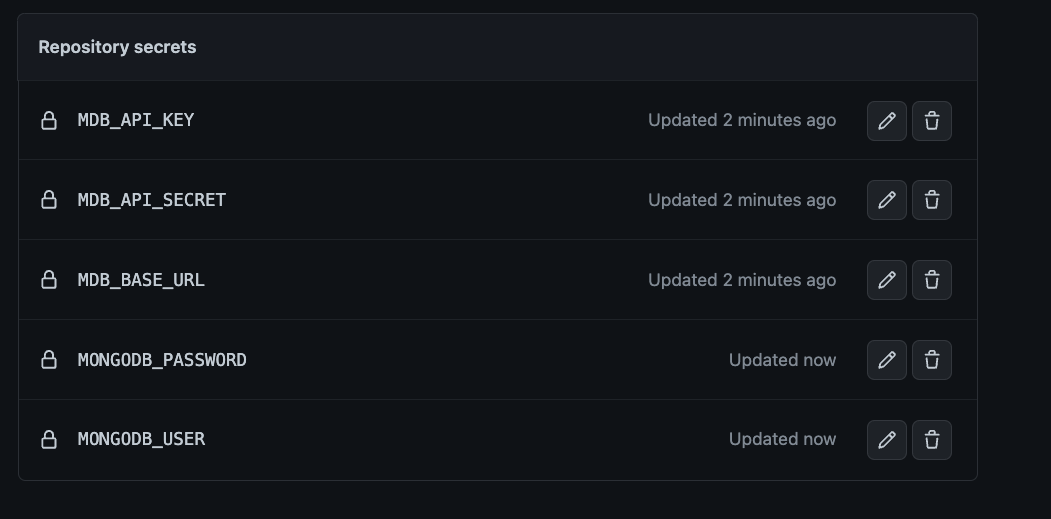 Repository secrets
MDB_API_KEY Updated 2 minutes ago
MDB_API_SECRET Updated 2 minutes ago
MDB_BASE_URL Updated 2 minutes ago
MONGODB_PASSWORD Updated now
MONGODB_USER Updated now